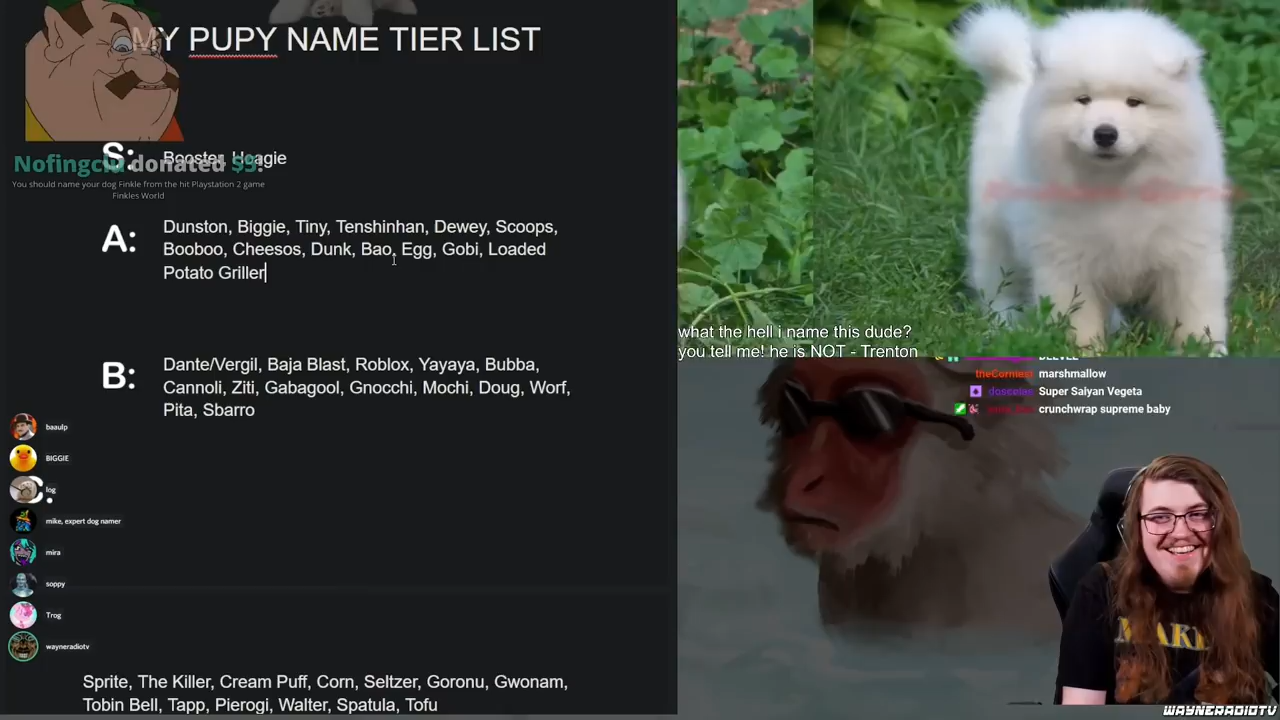 MY PUPY NAME TIER LIST
Nofingclu donated $5!
You should name your dog Finkle from the hit Playstation 2 game
Finkles World
S:
Booster, Hoagie
A:
Dunston, Biggie, Tiny, Tenshinhan, Dewey, Scoops,
Booboo, Cheesos, Dunk, Bao, Egg, Gobi, Loaded
Potato Griller
B:
Dante/Vergil, Baja Blast, Roblox, Yayaya, Bubba,
Cannoli, Ziti, Gabagool, Gnocchi, Mochi, Doug, Worf,
Pita, Sbarro
baaulp
BIGGIE
log
mike, expert dog namer
mira
soppy
Trog
wayneradiotv
Sprite, The Killer, Cream Puff, Corn, Seltzer, Goronu, Gwonam,
Tobin Bell, Tapp, Pierogi, Walter, Spatula, Tofu
what the hell i name this dude?
you tell me! he is NOT - Trenton
theCorniest marshmallow
Super Saiyan Vegeta
crunchwrap supreme baby
WAYNERADIOTV